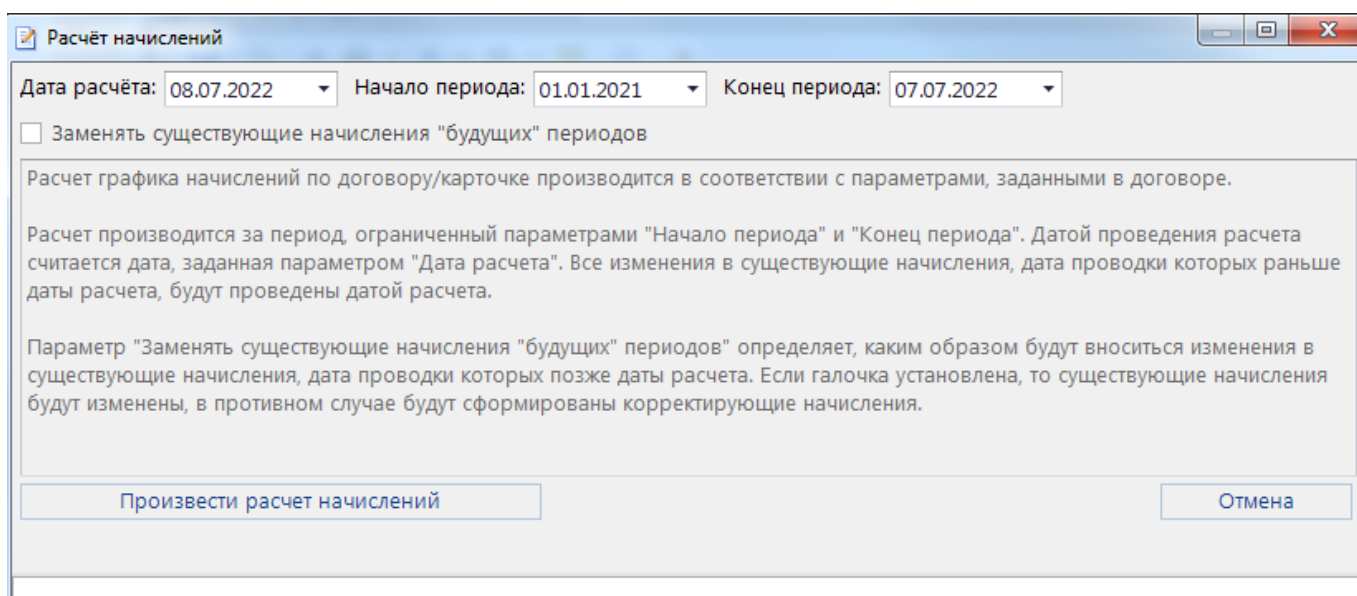 Расчёт начислений
Дата расчёта: 08.07.2022 Начало периода: 01.01.2021 Конец периода: 07.07.2022
Заменять существующие начисления "будущих" периодов
Расчет графика начислений по договору/карточке производится в соответствии с параметрами, заданными в договоре.
Расчет производится за период, ограниченный параметрами "Начало периода" и "Конец периода". Датой проведения расчета
считается дата, заданная параметром "Дата расчета". Все изменения в существующие начисления, дата проводки которых раньше
даты расчета, будут проведены датой расчета.
Параметр "Заменять существующие начисления "будущих" периодов" определяет, каким образом будут вноситься изменения в
существующие начисления, дата проводки которых позже даты расчета. Если галочка установлена, то существующие начисления
будут изменены, в противном случае будут сформированы корректирующие начисления.
Произвести расчет начислений Отмена